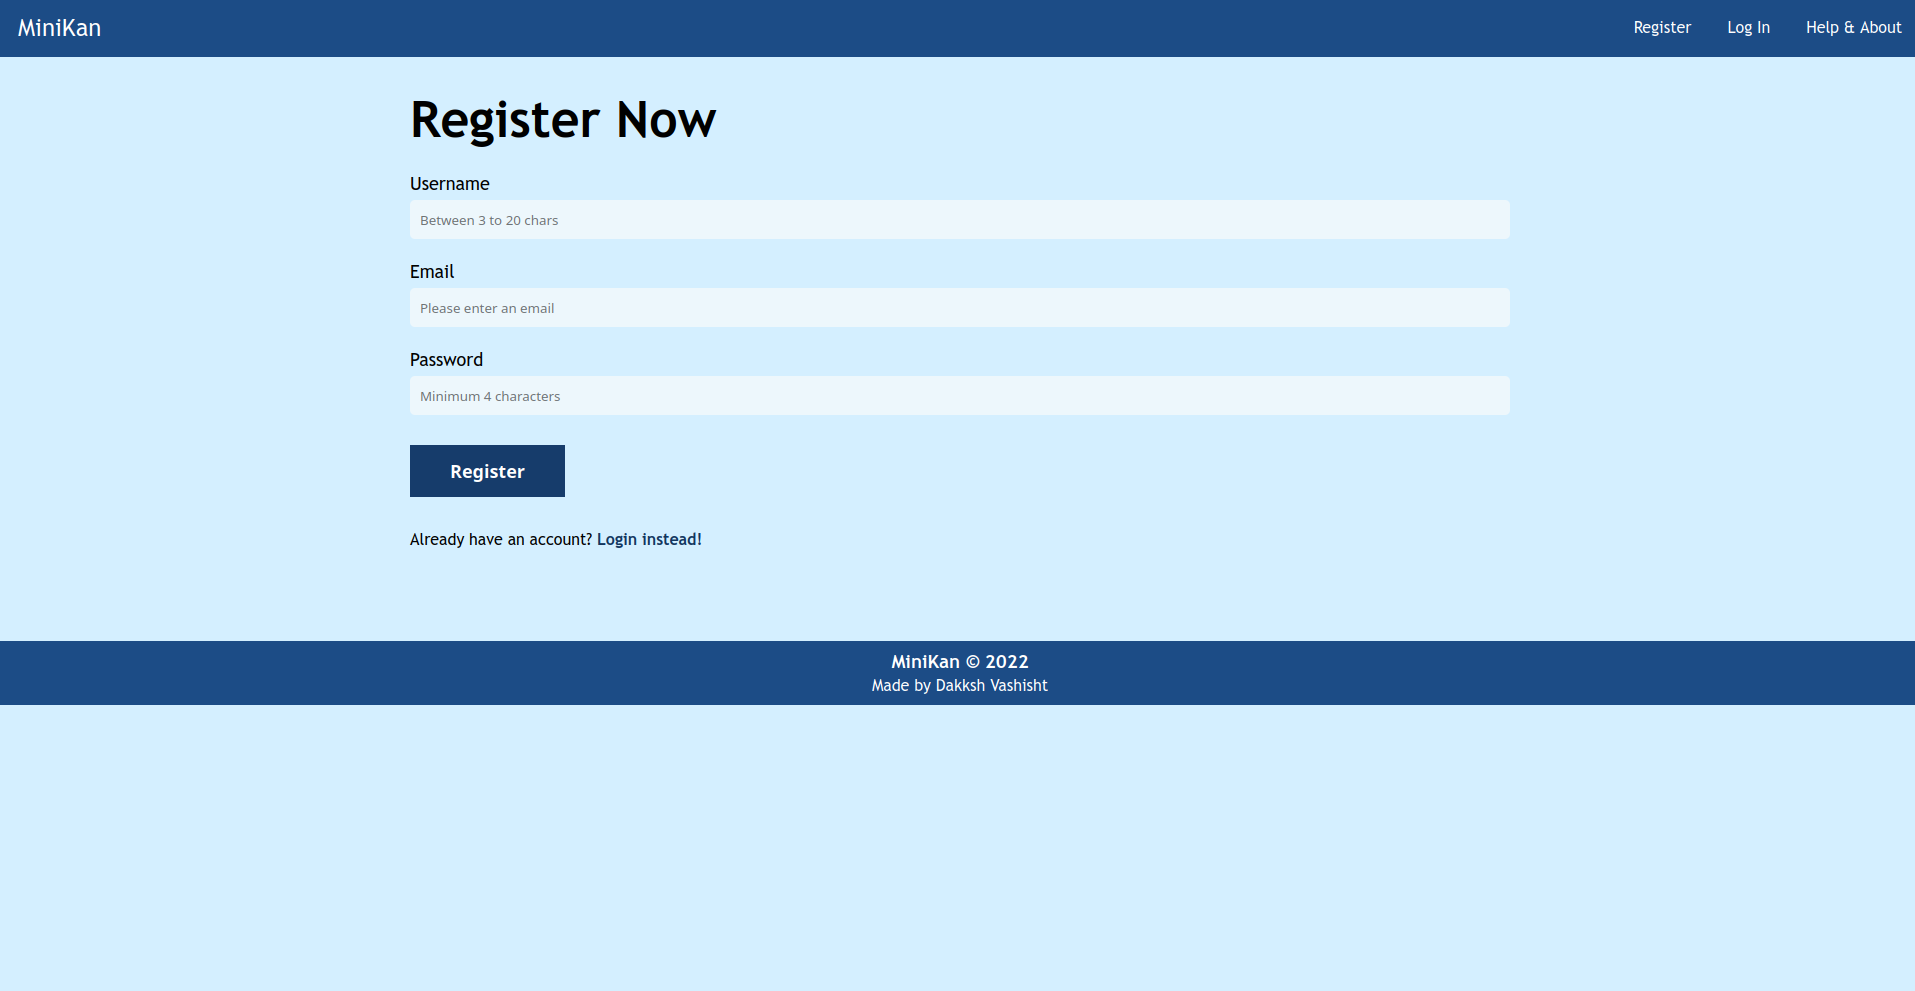 MiniKan
Register
Log In
Help & About
Register Now
Username
Between 3 to 20 chars
Email
Please enter an email
Password
Minimum 4 characters
Register
Already have an account? Login instead!
MiniKan © 2022
Made by Dakksh Vashisht